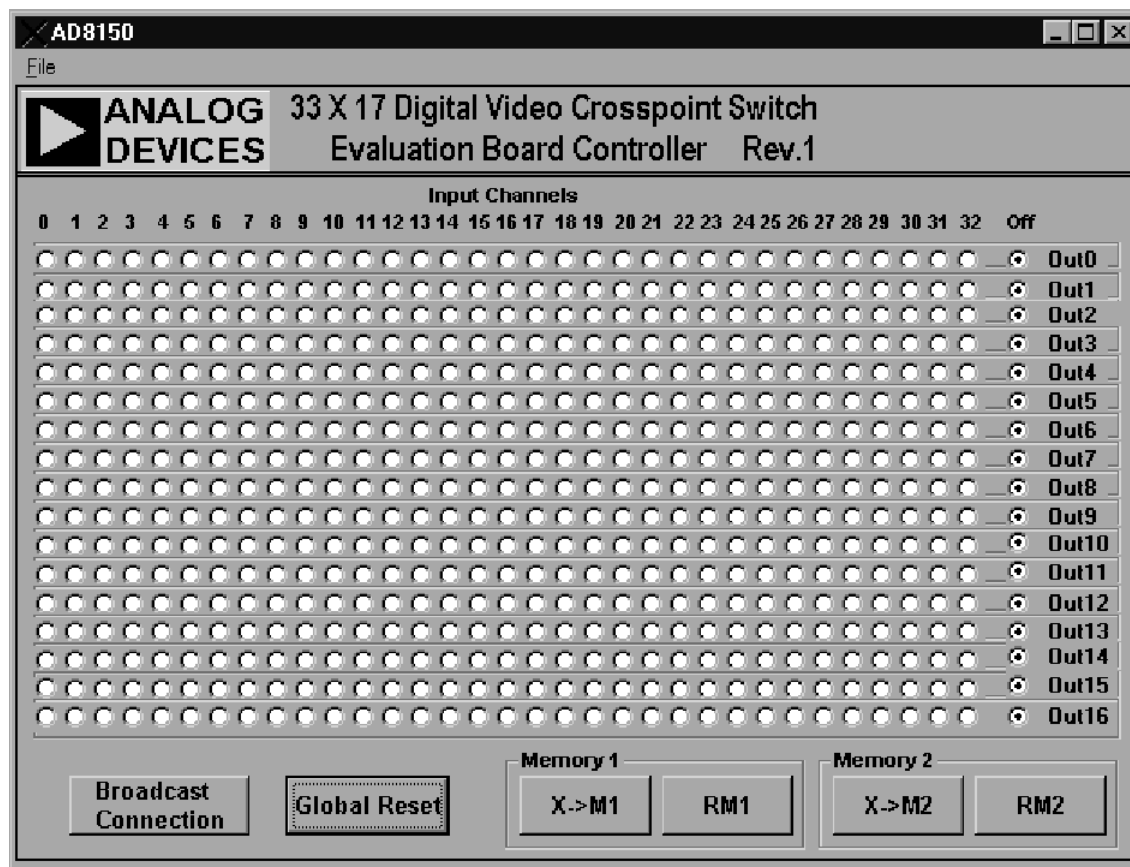 AD8150
File
ANALOG DEVICES
33 X 17 Digital Video Crosspoint Switch
Evaluation Board Controller Rev.1
Input Channels
0 1 2 3 4 5 6 7 8 9 10 11 12 13 14 15 16 17 18 19 20 21 22 23 24 25 26 27 28 29 30 31 32 Off
Out0
Out1
Out2
Out3
Out4
Out5
Out6
Out7
Out8
Out9
Out10
Out11
Out12
Out13
Out14
Out15
Out16
Broadcast
Connection
Global Reset
Memory 1
X->M1 RM1
Memory 2
X->M2 RM2